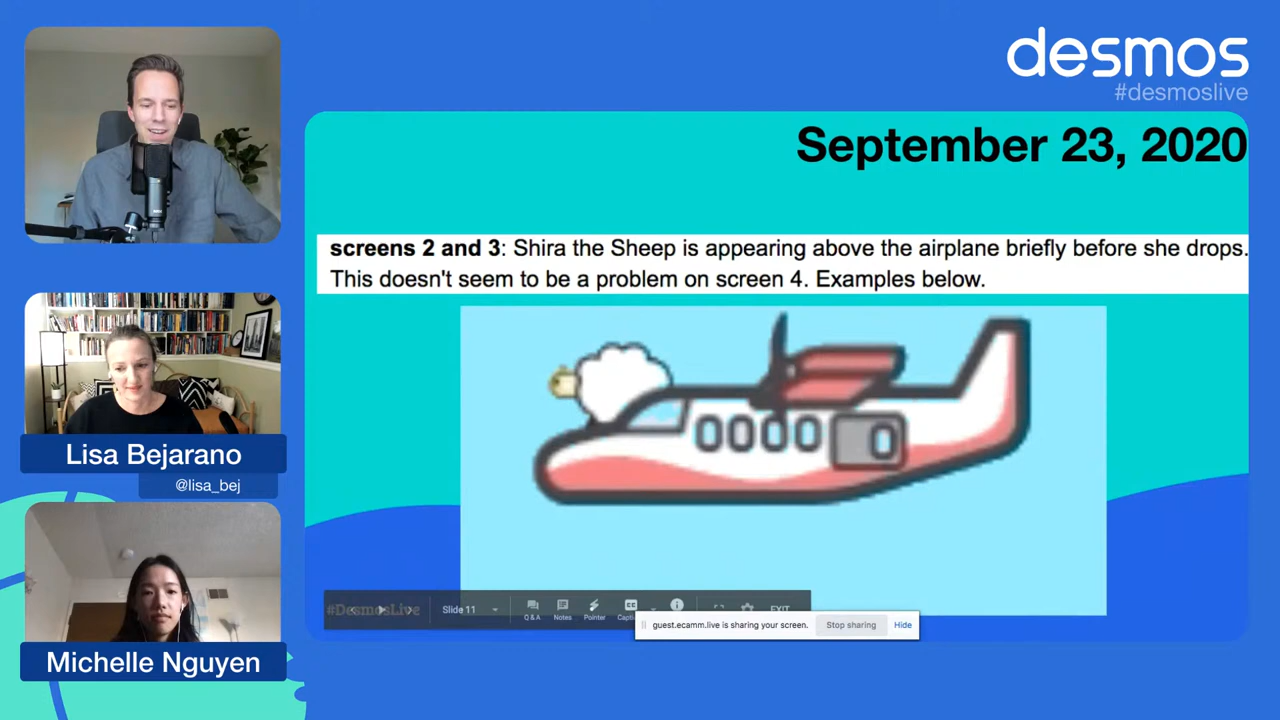 desmos
#desmoslive
September 23, 2020
screens 2 and 3: Shira the Sheep is appearing above the airplane briefly before she drops.
This doesn't seem to be a problem on screen 4. Examples below.
Lisa Bejarano
@lisa_bej
Michelle Nguyen
#DesmosLive
Slide 11
Q & A
Notes
Pointer
EXIT
guest.ecamm.live is sharing your screen.
Stop sharing
Hide